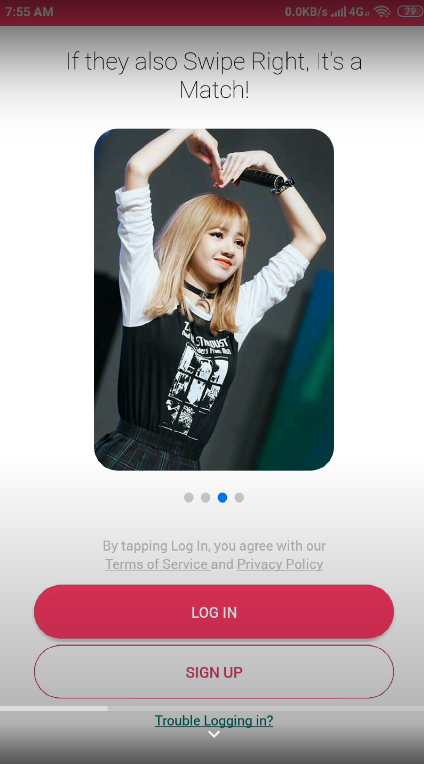 7:55 AM 0.0KB/s 4G 79
If they also Swipe Right, It's a
Match!
STARDUST
By tapping Log In, you agree with our
Terms of Service and Privacy Policy
LOG IN
SIGN UP
Trouble Logging in?